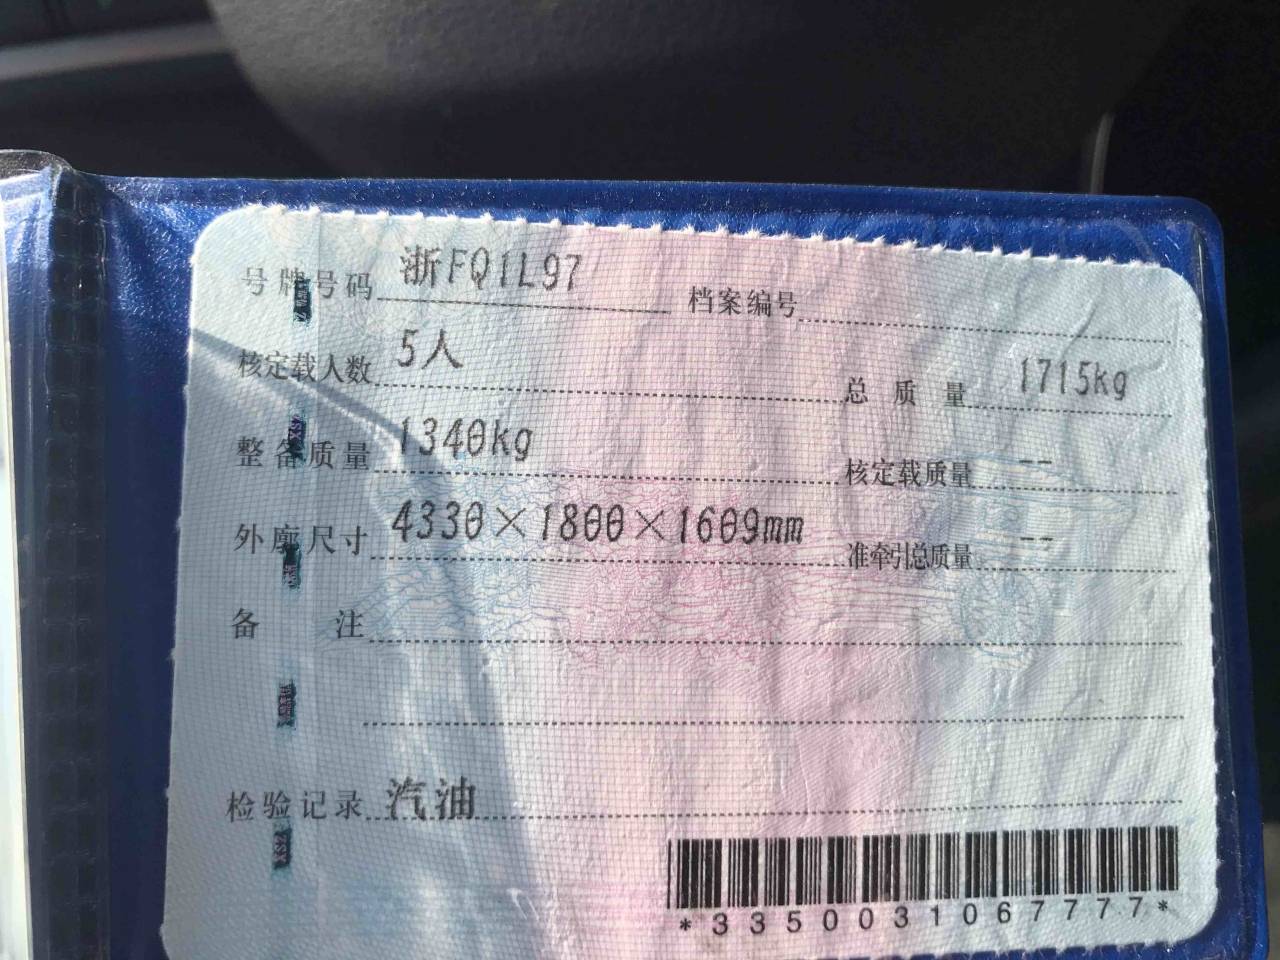 号牌号码 浙FQ1L97 档案编号
核定载人数 5人 总质量 1715kg
整备质量 1340kg 核定载质量 --
外廓尺寸 4330×1800×1609mm 准牵引总质量 --
备注
检验记录 汽油
*3350031067777*